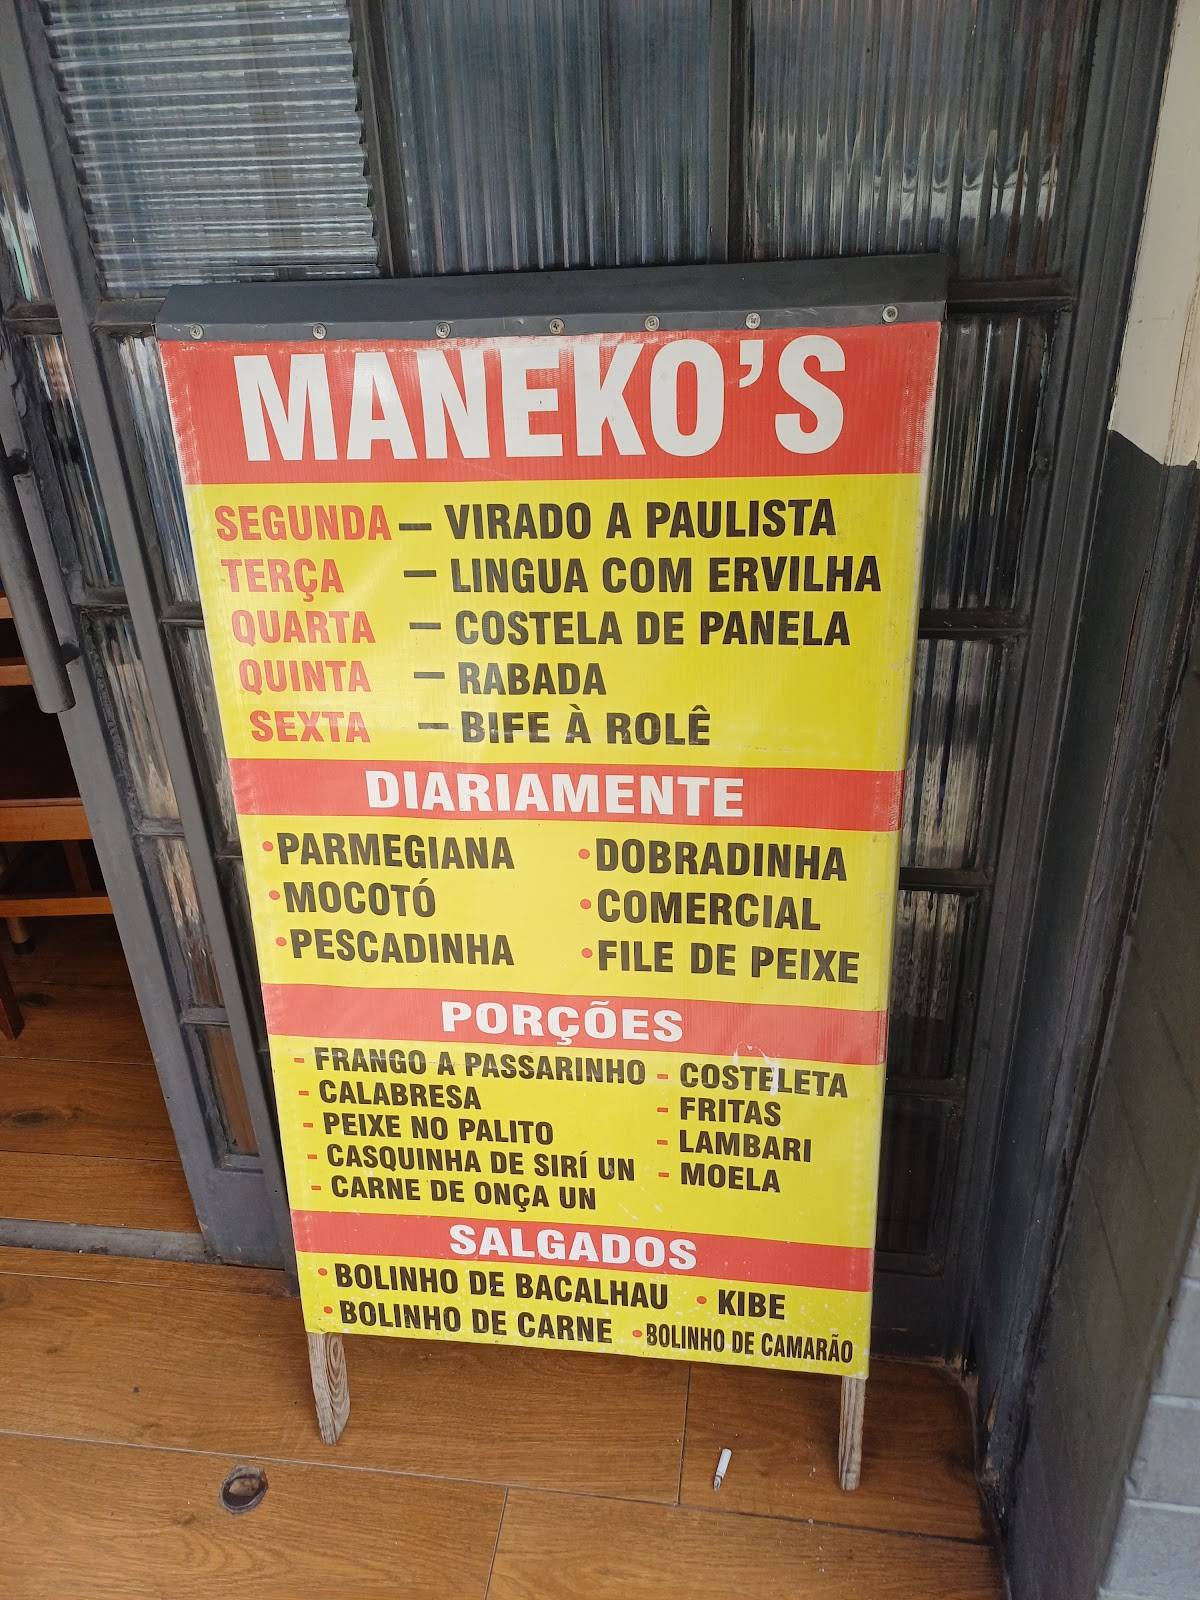 MANEKO'S
SEGUNDA — VIRADO A PAULISTA
TERÇA — LINGUA COM ERVILHA
QUARTA — COSTELA DE PANELA
QUINTA — RABADA
SEXTA — BIFE À ROLÊ
DIARIAMENTE
•PARMEGIANA •DOBRADINHA
•MOCOTÓ •COMERCIAL
•PESCADINHA •FILE DE PEIXE
PORÇÕES
- FRANGO A PASSARINHO - COSTELETA
- CALABRESA - FRITAS
- PEIXE NO PALITO - LAMBARI
- CASQUINHA DE SIRÍ UN - MOELA
- CARNE DE ONÇA UN
SALGADOS
•BOLINHO DE BACALHAU •KIBE
•BOLINHO DE CARNE •BOLINHO DE CAMARÃO